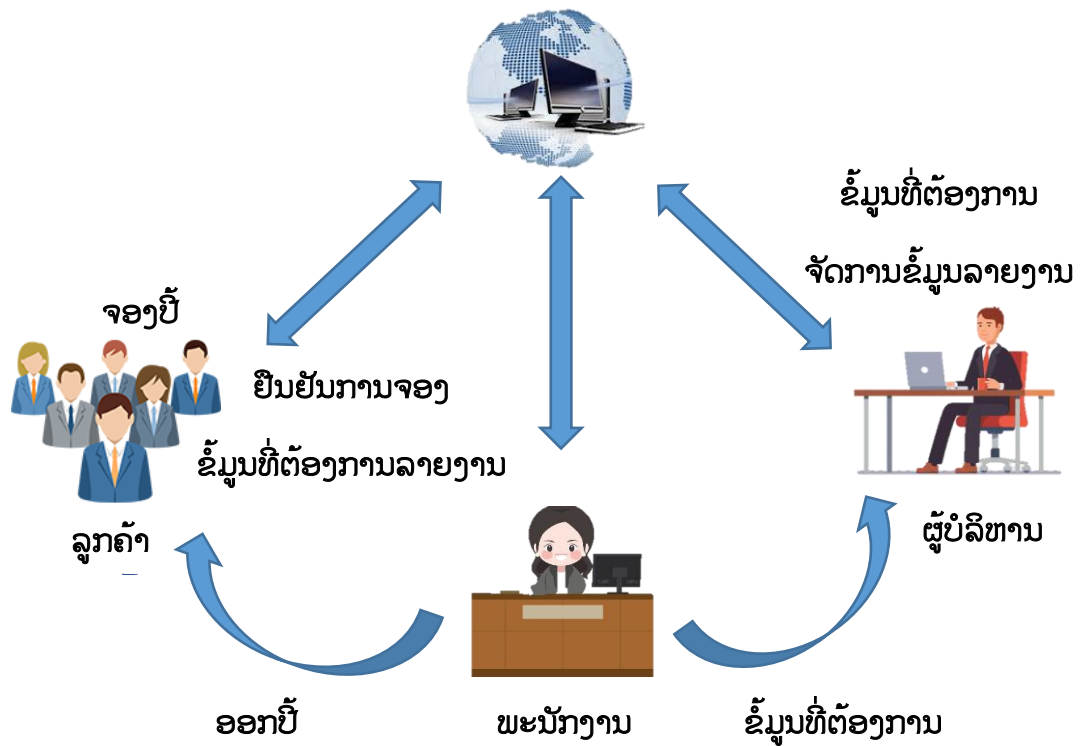 ຂໍ້ມູນທີ່ຕ້ອງການ
ຈັດການຂໍ້ມູນລາຍງານ
ຈອງປີ້
ຢືນຢັນການຈອງ
ຂໍ້ມູນທີ່ຕ້ອງການລາຍງານ
ລູກຄ້າ
ຜູ້ບໍລິຫານ
ອອກປີ້
ພະນັກງານ
ຂໍ້ມູນທີ່ຕ້ອງການ